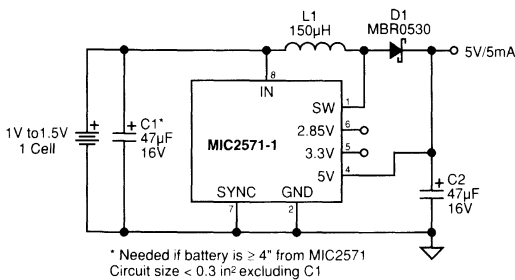 L1
150μH
D1
MBR0530
5V/5mA
8
IN
SW
1
1V to1.5V
1 Cell
+
+
C1*
47μF
16V
MIC2571-1
2.85V
6
3.3V
5
5V
4
SYNC
GND
7
2
+
C2
47μF
16V
* Needed if battery is ≥ 4" from MIC2571
Circuit size < 0.3 in² excluding C1